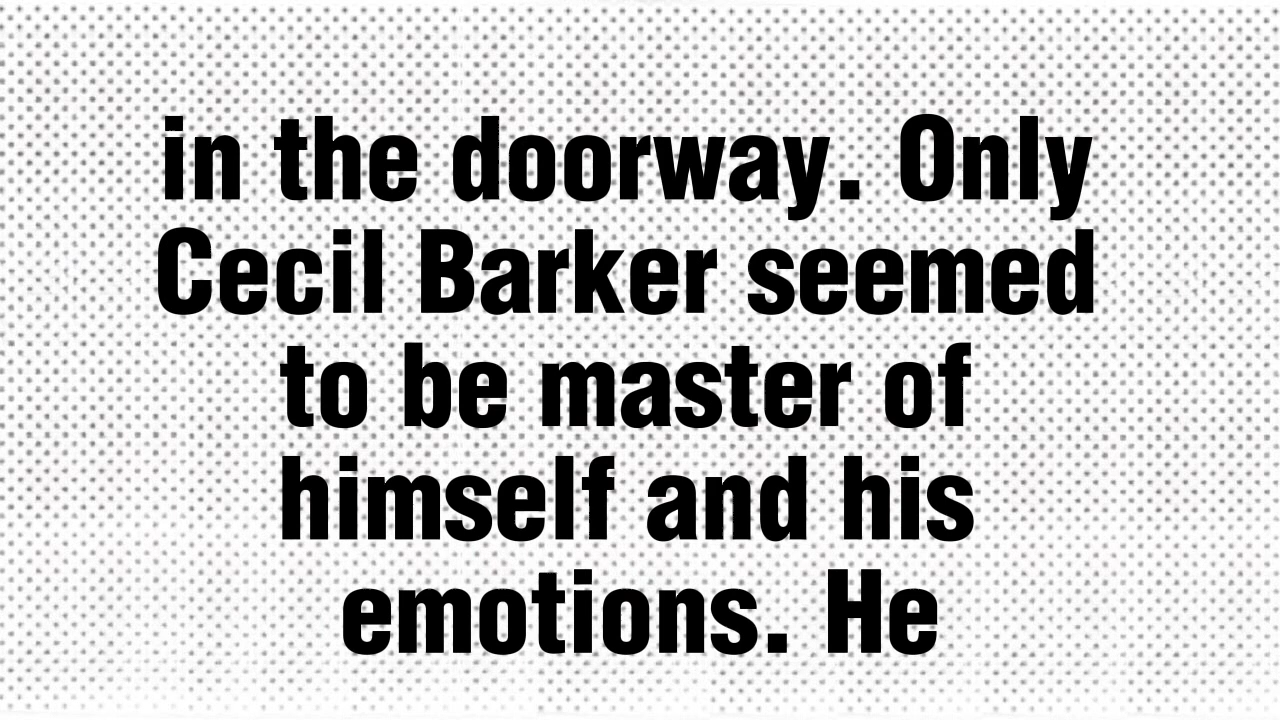 in the doorway. Only
Cecil Barker seemed
to be master of
himself and his
emotions. He